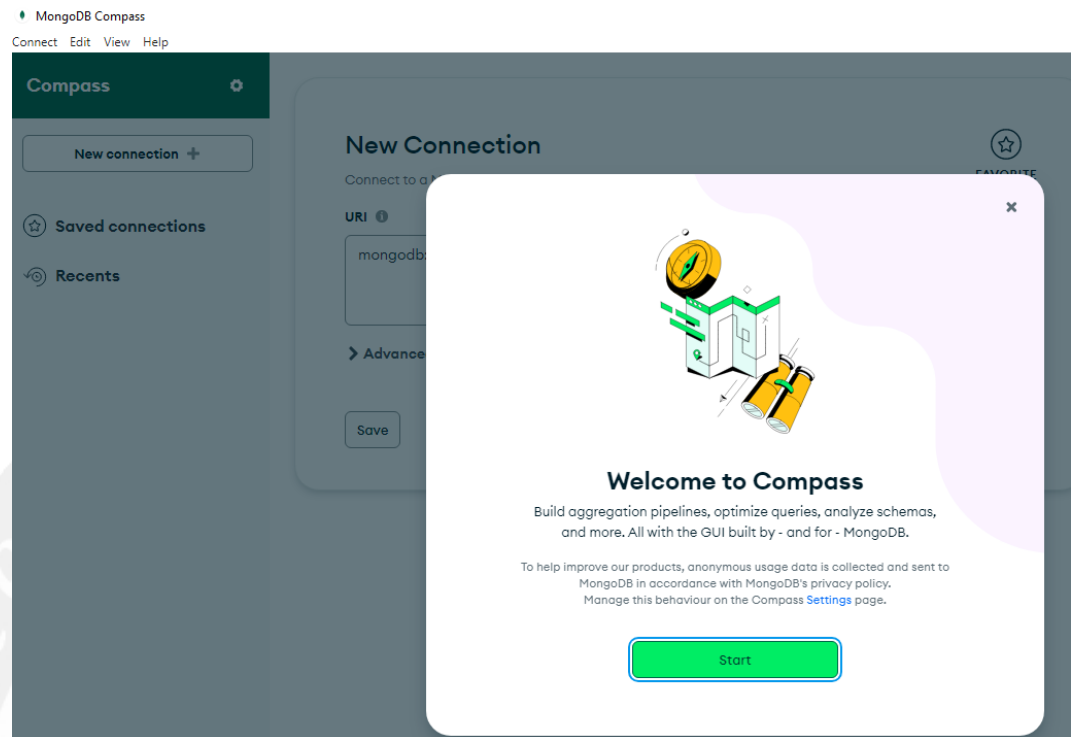 MongoDB Compass
Connect Edit View Help
Compass
New connection
Saved connections
Recents
New Connection
Connect to a
FAVORITE
URI
mongodb:
Advance
Save
Welcome to Compass
Build aggregation pipelines, optimize queries, analyze schemas,
and more. All with the GUI built by - and for - MongoDB.
To help improve our products, anonymous usage data is collected and sent to
MongoDB in accordance with MongoDB's privacy policy.
Manage this behaviour on the Compass Settings page.
Start